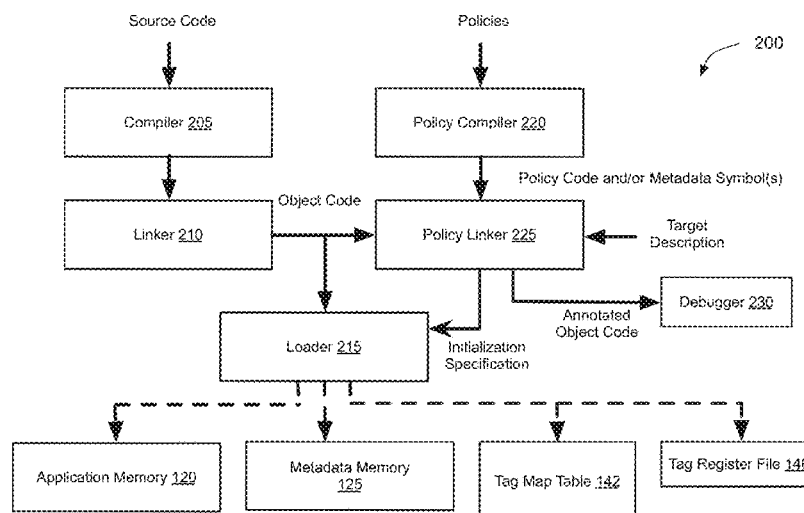 Source Code
Policies
200
Compiler 205
Policy Compiler 220
Policy Code and/or Metadata Symbol(s)
Object Code
Linker 210
Policy Linker 225
Target
Description
Debugger 230
Annotated
Object Code
Loader 215
Initialization
Specification
Application Memory 120
Metadata Memory
125
Tag Map Table 142
Tag Register File